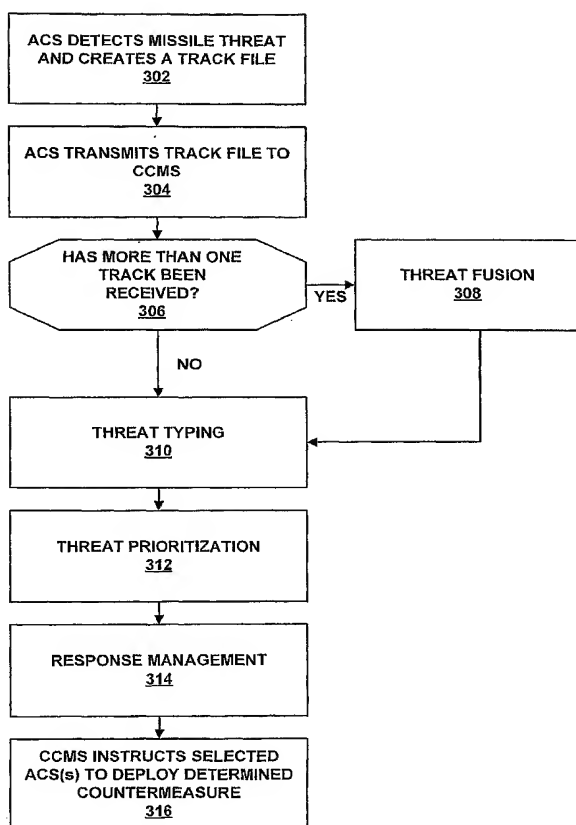 ACS DETECTS MISSILE THREAT
AND CREATES A TRACK FILE
302
ACS TRANSMITS TRACK FILE TO
CCMS
304
HAS MORE THAN ONE
TRACK BEEN
RECEIVED?
306
YES
THREAT FUSION
308
NO
THREAT TYPING
310
THREAT PRIORITIZATION
312
RESPONSE MANAGEMENT
314
CCMS INSTRUCTS SELECTED
ACS(s) TO DEPLOY DETERMINED
COUNTERMEASURE
316